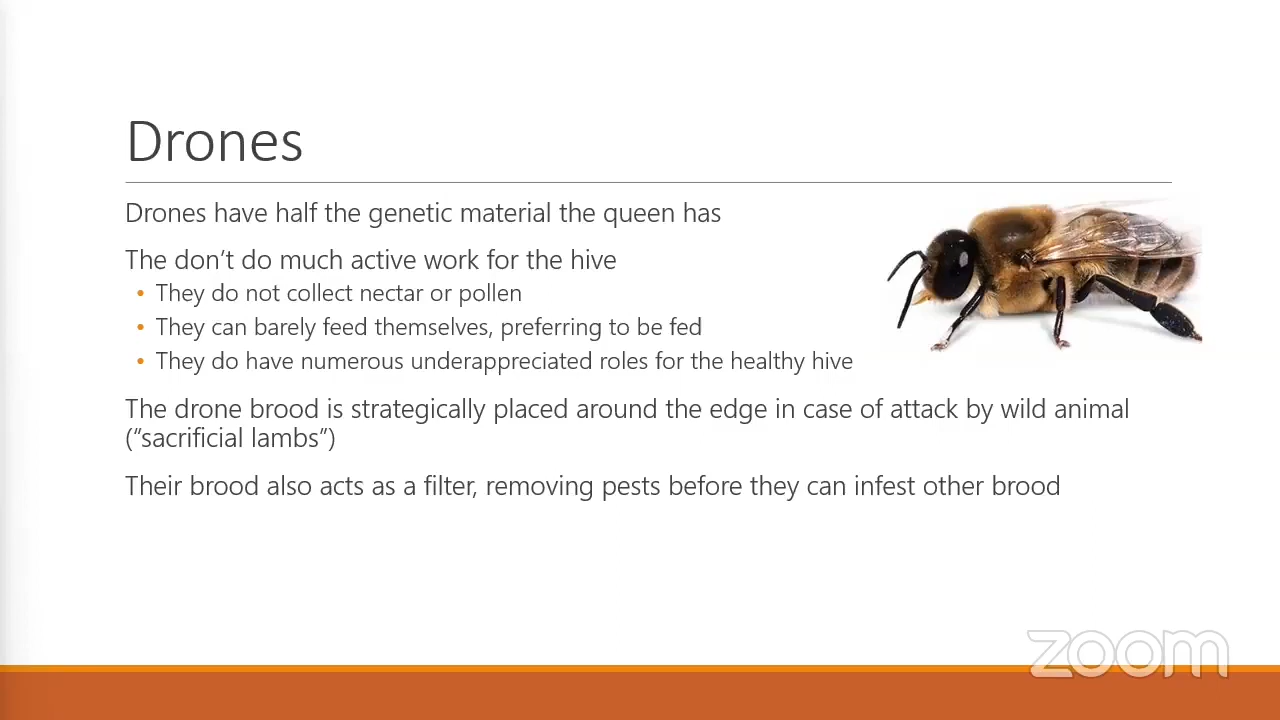 Drones
Drones have half the genetic material the queen has
The don’t do much active work for the hive
• They do not collect nectar or pollen
• They can barely feed themselves, preferring to be fed
• They do have numerous underappreciated roles for the healthy hive
The drone brood is strategically placed around the edge in case of attack by wild animal
(“sacrificial lambs”)
Their brood also acts as a filter, removing pests before they can infest other brood
zoom